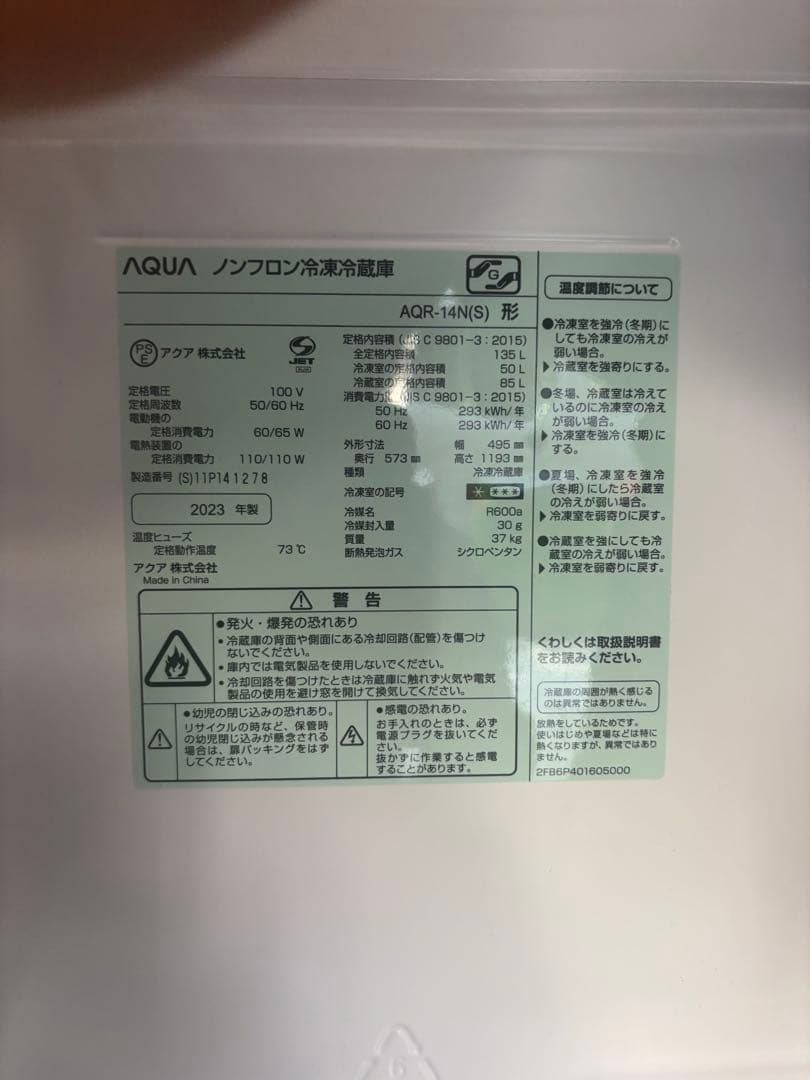 AQUA ノンフロン冷凍冷蔵庫
G
AQR-14N(S) 形
PSE アクア 株式会社
S JET
定格電圧 100 V
定格周波数 50/60 Hz
電動機の
定格消費電力 60/65 W
電熱装置の
定格消費電力 110/110 W
製造番号 (S)11P141278
2023 年製
温度ヒューズ
定格動作温度 73℃
アクア 株式会社
Made in China
定格内容積 (JIS C 9801-3：2015)
全定格内容積 135 L
冷凍室の定格内容積 50 L
冷蔵室の定格内容積 85 L
消費電力量 (JIS C 9801-3：2015)
50 Hz 293 kWh/年
60 Hz 293 kWh/年
外形寸法 幅 495 mm
奥行 573 mm 高さ 1193 mm
種類 冷凍冷蔵庫
冷凍室の記号 * ***
冷媒名 R600a
冷媒封入量 30 g
質量 37 kg
断熱発泡ガス シクロペンタン
⚠ 警 告
●発火・爆発の恐れあり
・冷蔵庫の背面や側面にある冷却回路(配管)を傷つけ
ないでください。
・庫内では電気製品を使用しないでください。
・冷却回路を傷つけたときは冷蔵庫に触れず火気や電気
製品の使用を避け窓を開けて換気してください。
●幼児の閉じ込みの恐れあり。
リサイクルの時など、保管時
の幼児閉じ込みが懸念される
場合は、扉パッキングをはず
してください。
●感電の恐れあり。
お手入れのときは、必ず
電源プラグを抜いてくだ
さい。
抜かずに作業すると感電
することがあります。
温度調節について
●冷凍室を強冷(冬期)に
しても冷凍室の冷えが
弱い場合。
▶冷蔵室を強寄りにする。
●冬場、冷蔵室は冷えて
いるのに冷凍室の冷え
が弱い場合。
▶冷凍室を強冷(冬期)に
する。
●夏場、冷凍室を強冷
(冬期)にしたら冷蔵室
の冷えが弱い場合。
▶冷凍室を弱寄りに戻す。
●冷蔵室を強にしても冷
蔵室の冷えが弱い場合。
▶冷凍室を弱寄りに戻す。
くわしくは取扱説明書
をお読みください。
冷蔵庫の周囲が熱く感じる
のは異常ではありません。
放熱をしているためです。
使いはじめや夏場などは特に
熱くなりますが、異常ではあり
ません。
2FB6P401605000